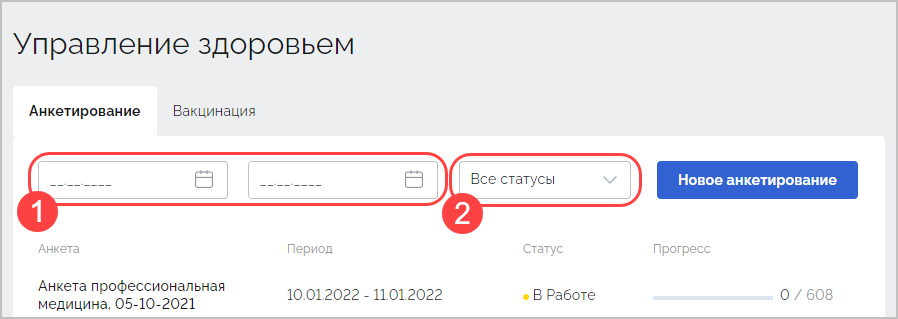 Управление здоровьем
Анкетирование Вакцинация
__.__.____ __.__.____ Все статусы Новое анкетирование
1 2
Анкета Период Статус Прогресс
Анкета профессиональная
медицина, 05-10-2021 10.01.2022 - 11.01.2022 В Работе 0 / 608